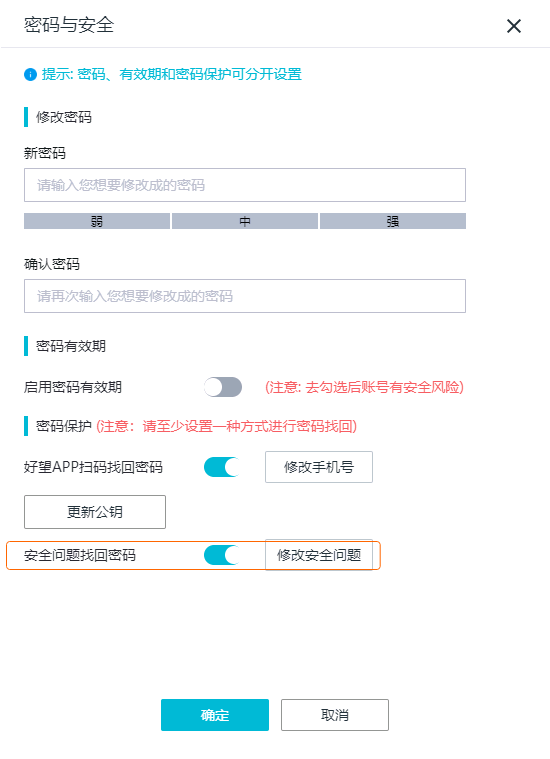 密码与安全
提示: 密码、有效期和密码保护可分开设置
修改密码
新密码
请输入您想要修改成的密码
弱 中 强
确认密码
请再次输入您想要修改成的密码
密码有效期
启用密码有效期 (注意: 去勾选后账号有安全风险)
密码保护 (注意：请至少设置一种方式进行密码找回)
好望APP扫码找回密码 修改手机号
更新公钥
安全问题找回密码 修改安全问题
确定 取消